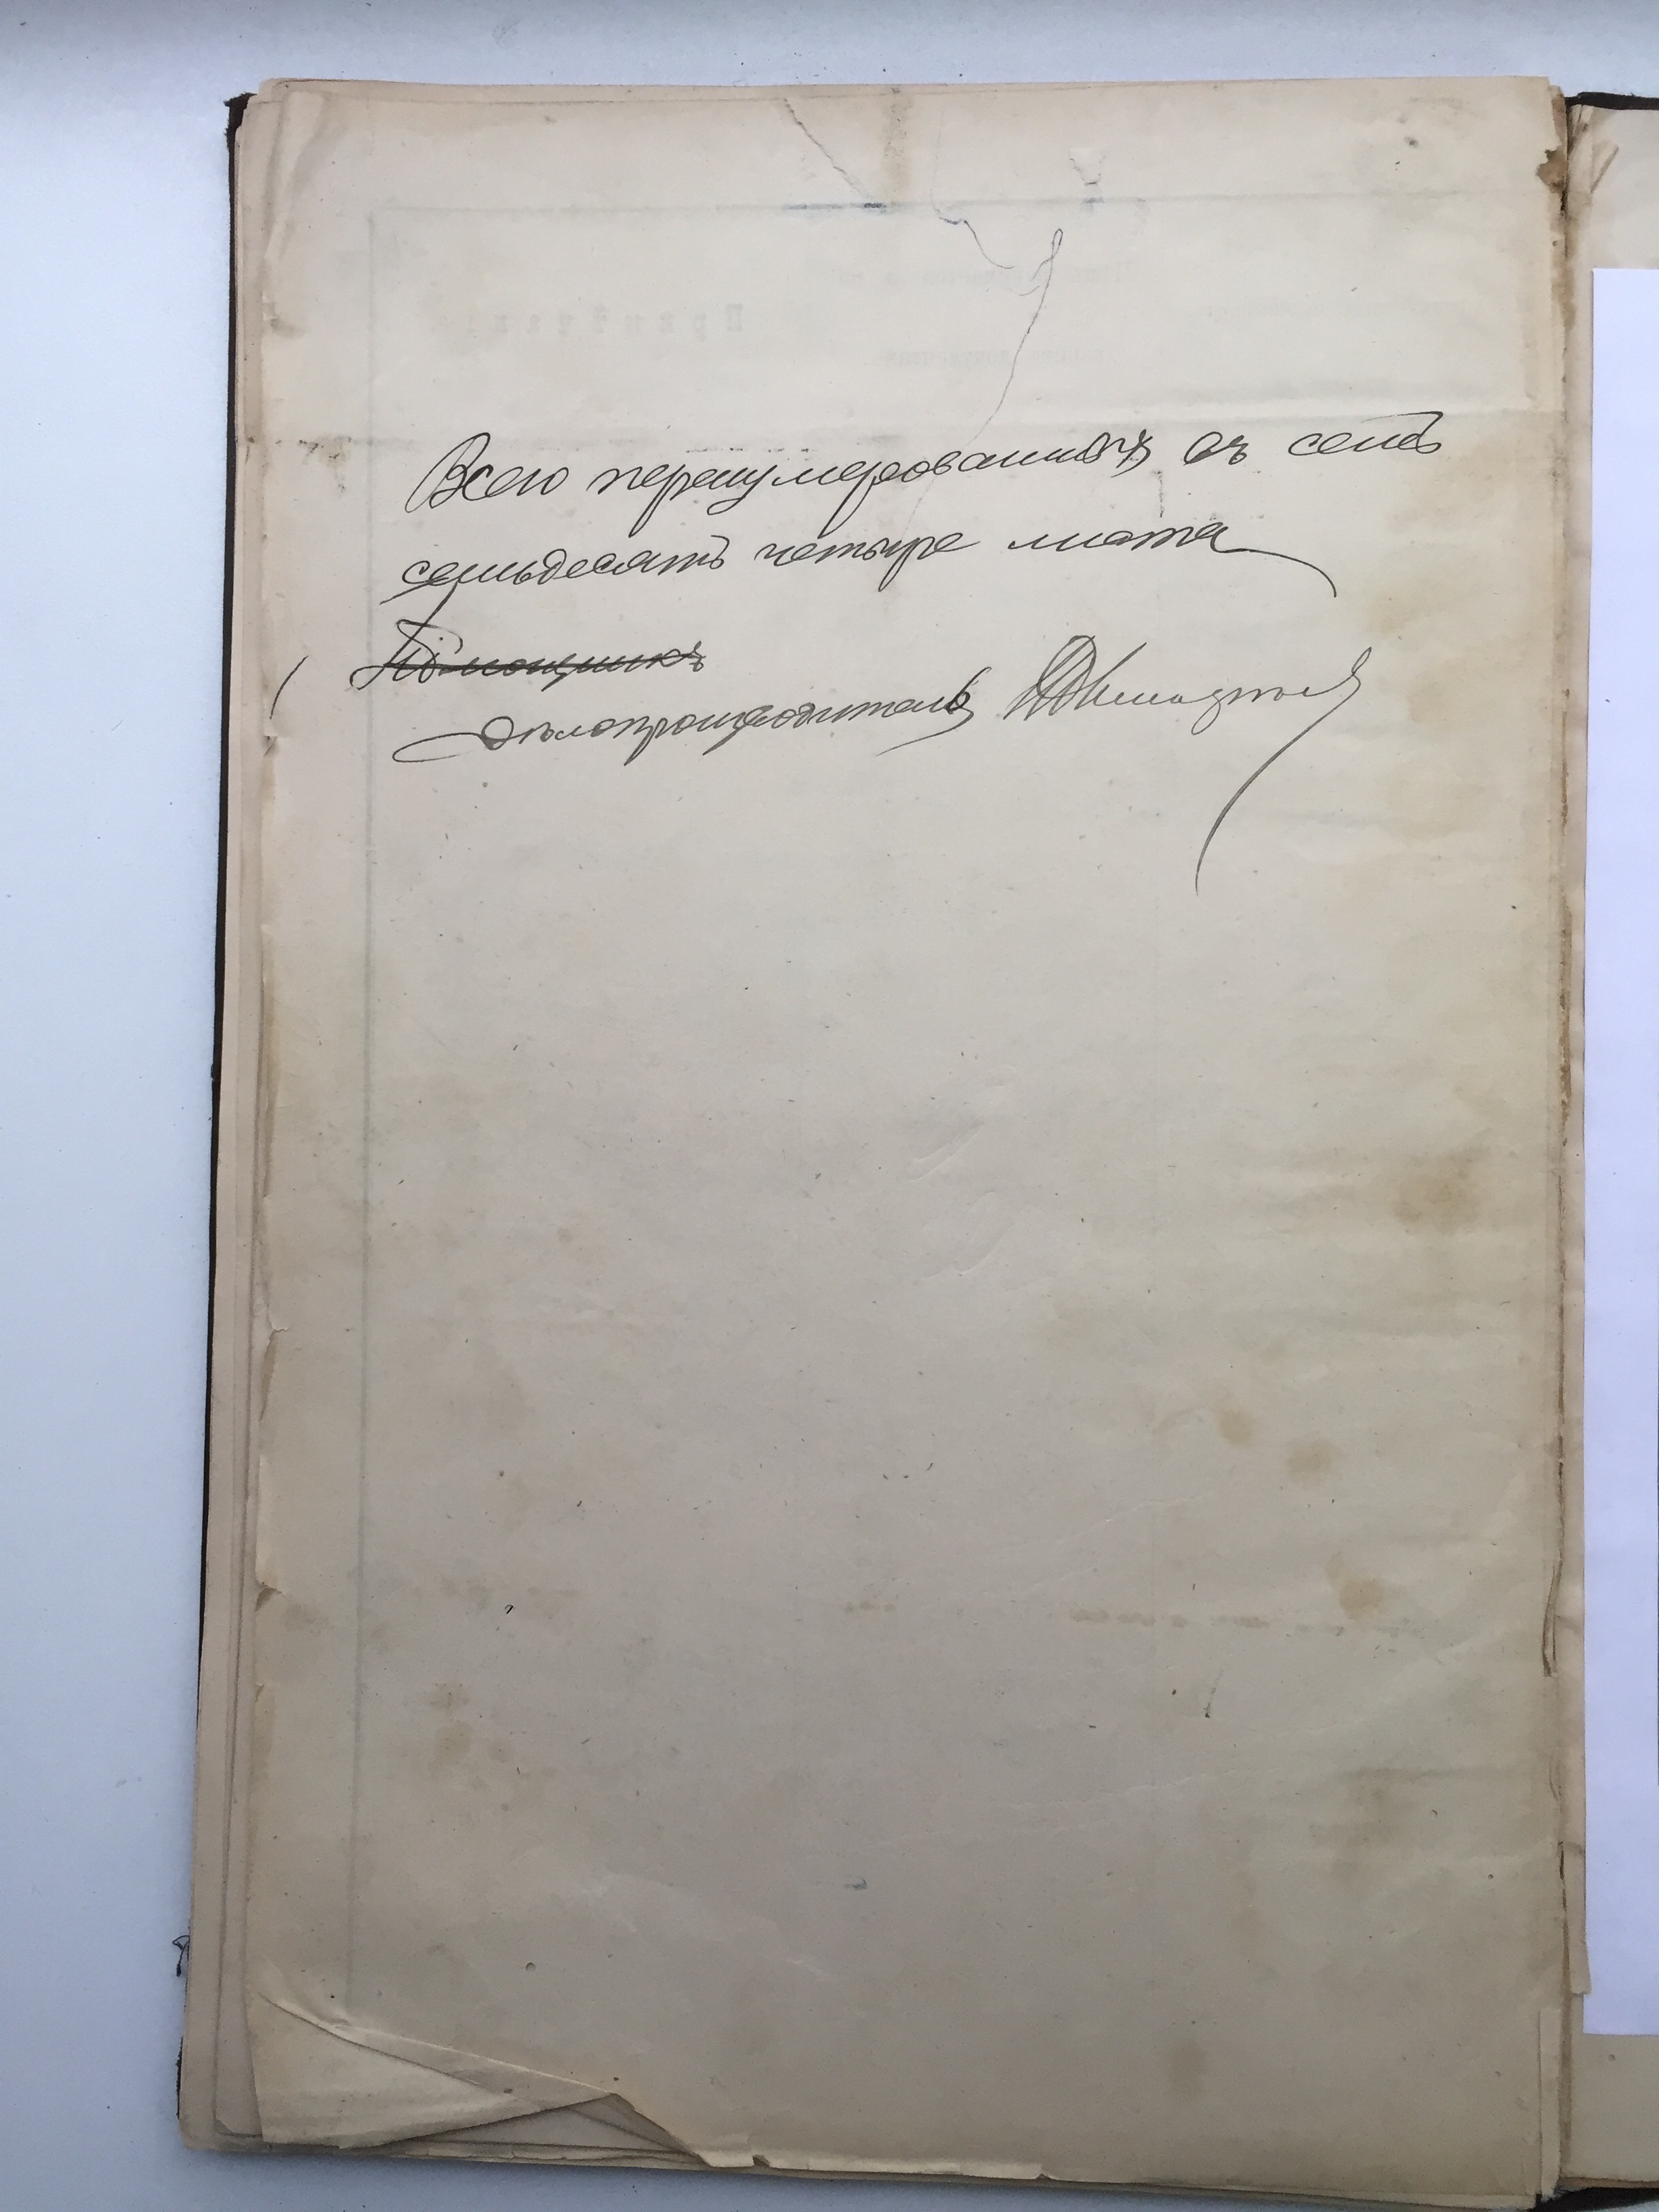 Всего перенумерованныхъ въ семъ
семьдесятъ четыре листа
Помощникъ
Дѣлопроизводитель